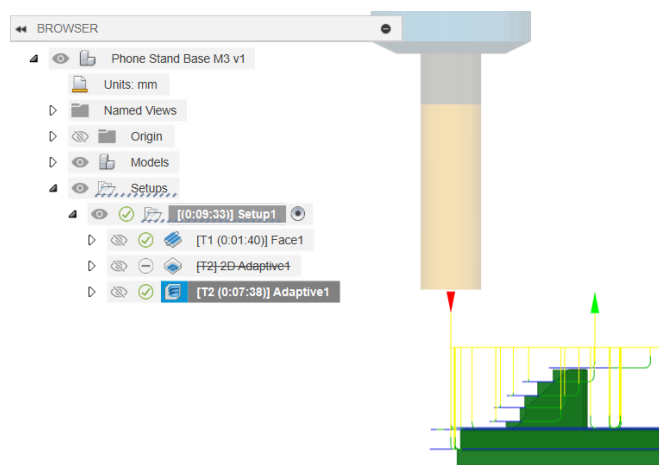 BROWSER
Phone Stand Base M3 v1
Units: mm
Named Views
Origin
Models
Setups
[(0:09:33)] Setup1
[T1 (0:01:40)] Face1
[T2] 2D Adaptive1
[T2 (0:07:38)] Adaptive1